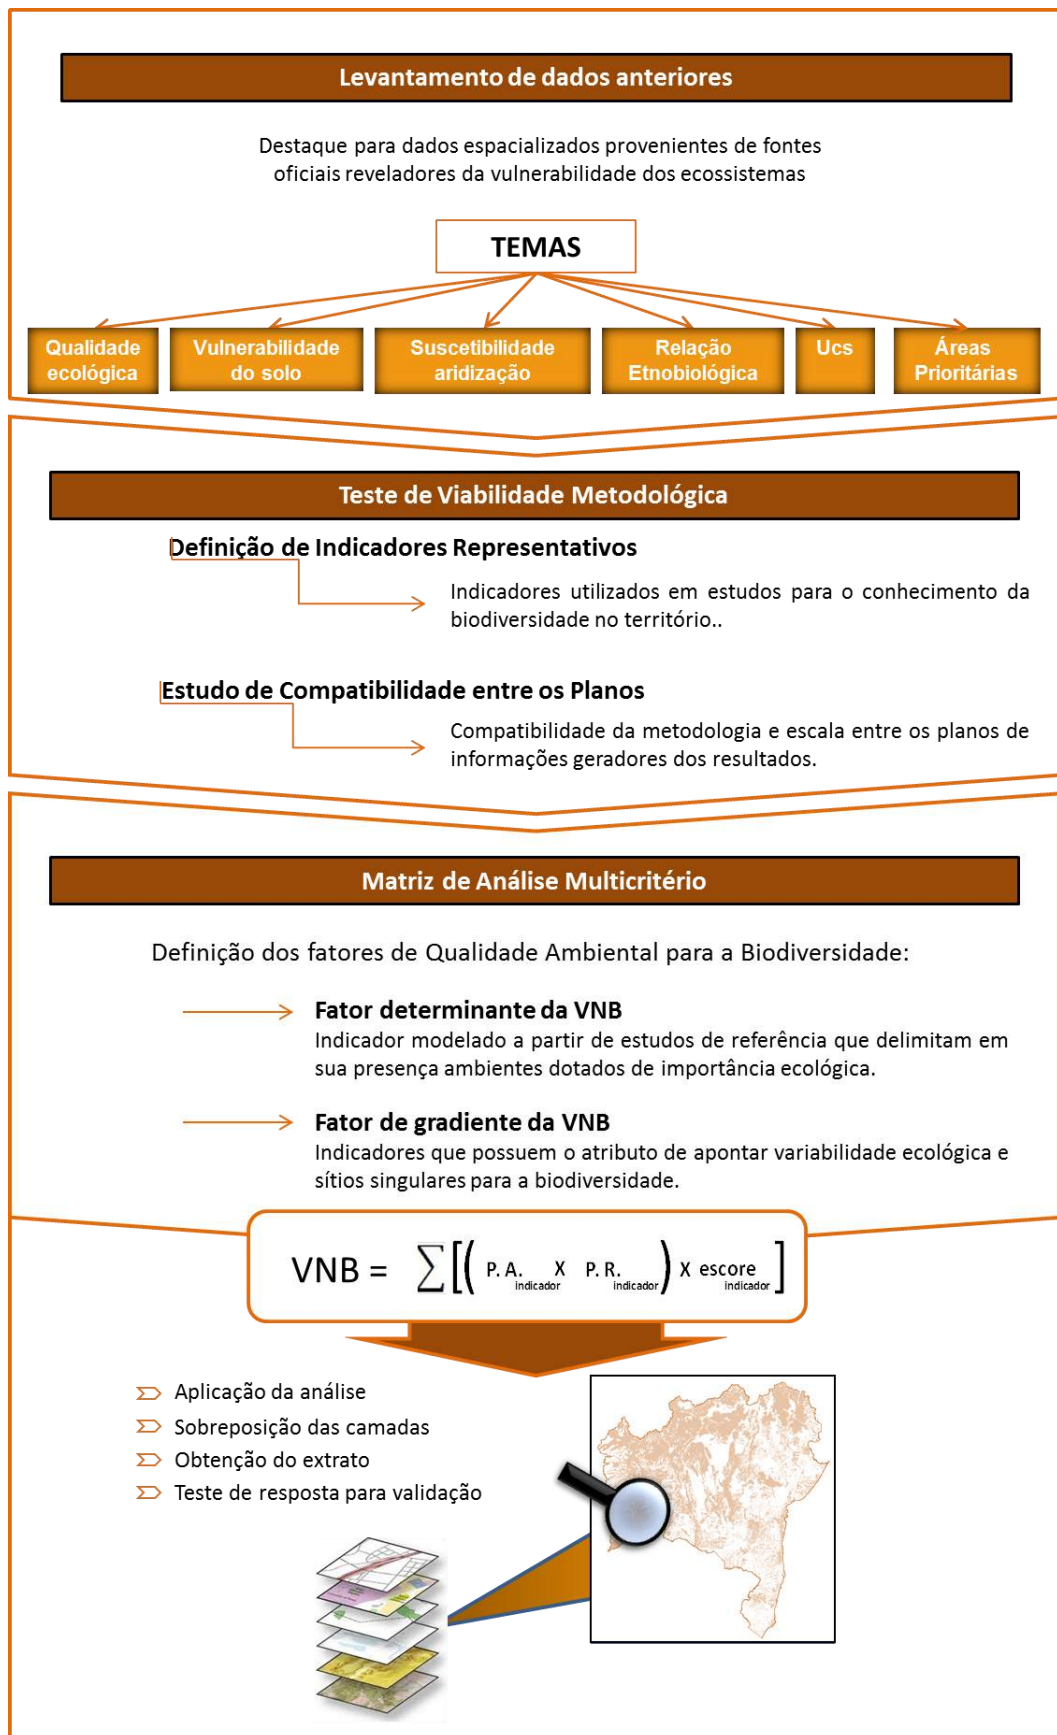 Levantamento de dados anteriores
Destaque para dados espacializados provenientes de fontes
oficiais reveladores da vulnerabilidade dos ecossistemas
TEMAS
Qualidade
ecológica
Vulnerabilidade
do solo
Suscetibilidade
aridização
Relação
Etnobiológica
Ucs
Áreas
Prioritárias
Teste de Viabilidade Metodológica
Definição de Indicadores Representativos
Indicadores utilizados em estudos para o conhecimento da
biodiversidade no território..
Estudo de Compatibilidade entre os Planos
Compatibilidade da metodologia e escala entre os planos de
informações geradores dos resultados.
Matriz de Análise Multicritério
Definição dos fatores de Qualidade Ambiental para a Biodiversidade:
Fator determinante da VNB
Indicador modelado a partir de estudos de referência que delimitam em
sua presença ambientes dotados de importância ecológica.
Fator de gradiente da VNB
Indicadores que possuem o atributo de apontar variabilidade ecológica e
sítios singulares para a biodiversidade.
VNB = ∑[(P. A. indicador X P. R. indicador) X escore indicador]
Aplicação da análise
Sobreposição das camadas
Obtenção do extrato
Teste de resposta para validação